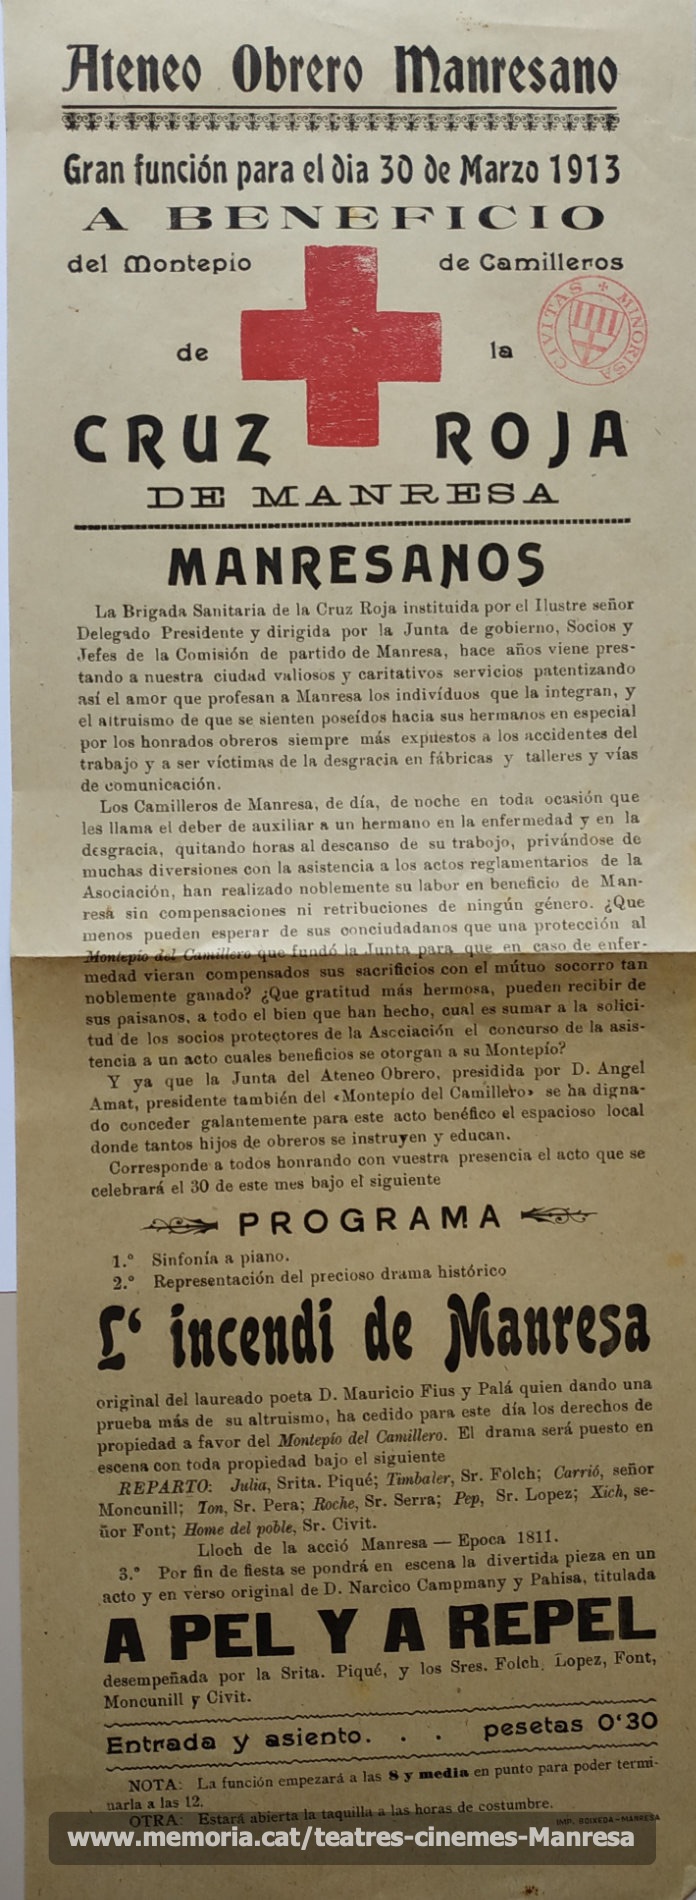 Ateneo Obrero Manresano
Gran función para el dia 30 de Marzo 1913
A BENEFICIO
del Montepio de Camilleros
de la
CIVITAS MINORISA
CRUZ ROJA
DE MANRESA
MANRESANOS
La Brigada Sanitaria de la Cruz Roja instituida por el Ilustre señor
Delegado Presidente y dirigida por la Junta de gobierno, Socios y
Jefes de la Comisión de partido de Manresa, hace años viene pres-
tando a nuestra ciudad valiosos y caritativos servicios patentizando
así el amor que profesan a Manresa los indivíduos que la integran, y
el altruismo de que se sienten poseídos hacia sus hermanos en especial
por los honrados obreros siempre más expuestos a los accidentes del
trabajo y a ser víctimas de la desgracia en fábricas y talleres y vías
de comunicación.
Los Camilleros de Manresa, de día, de noche en toda ocasión que
les llama el deber de auxiliar a un hermano en la enfermedad y en la
desgracia, quitando horas al descanso de su trabajo, privándose de
muchas diversiones con la asistencia a los actos reglamentarios de la
Asociación, han realizado noblemente su labor en beneficio de Man-
resa sin compensaciones ni retribuciones de ningún género. ¿Que
menos pueden esperar de sus conciudadanos que una protección al
Montepío del Camillero que fundó la Junta para que en caso de enfer-
medad vieran compensados sus sacrificios con el mútuo socorro tan
noblemente ganado? ¿Que gratitud más hermosa, pueden recibir de
sus paisanos, a todo el bien que han hecho, cual es sumar a la solici-
tud de los socios protectores de la Asociación el concurso de la asis-
tencia a un acto cuales beneficios se otorgan a su Montepío?
Y ya que la Junta del Ateneo Obrero, presidida por D. Angel
Amat, presidente también del «Montepío del Camillero» se ha digna-
do conceder galantemente para este acto benéfico el espacioso local
donde tantos hijos de obreros se instruyen y educan.
Corresponde a todos honrando con vuestra presencia el acto que se
celebrará el 30 de este mes bajo el siguiente
PROGRAMA
1.º Sinfonía a piano.
2.º Representación del precioso drama histórico
L' incendi de Manresa
original del laureado poeta D. Mauricio Fius y Palá quien dando una
prueba más de su altruismo, ha cedido para este día los derechos de
propiedad a favor del Montepío del Camillero. El drama será puesto en
escena con toda propiedad bajo el siguiente
REPARTO: Julia, Srita. Piqué; Timbaler, Sr. Folch; Carrió, señor
Moncunill; Ton, Sr. Pera; Roche, Sr. Serra; Pep, Sr. Lopez; Xich, se-
ñor Font; Home del poble, Sr. Civit.
Lloch de la acció Manresa — Epoca 1811.
3.º Por fin de fiesta se pondrá en escena la divertida pieza en un
acto y en verso original de D. Narcico Campmany y Pahisa, titulada
A PEL Y A REPEL
desempeñada por la Srita. Piqué, y los Sres. Folch, Lopez, Font,
Moncunill y Civit.
Entrada y asiento. . . pesetas 0'30
NOTA: La función empezará a las 8 y media en punto para poder termi-
narla a las 12.
OTRA: Estará abierta la taquilla a las horas de costumbre.
IMP. BOIXEDA-MANRESA
www.memoria.cat/teatres-cinemes-Manresa